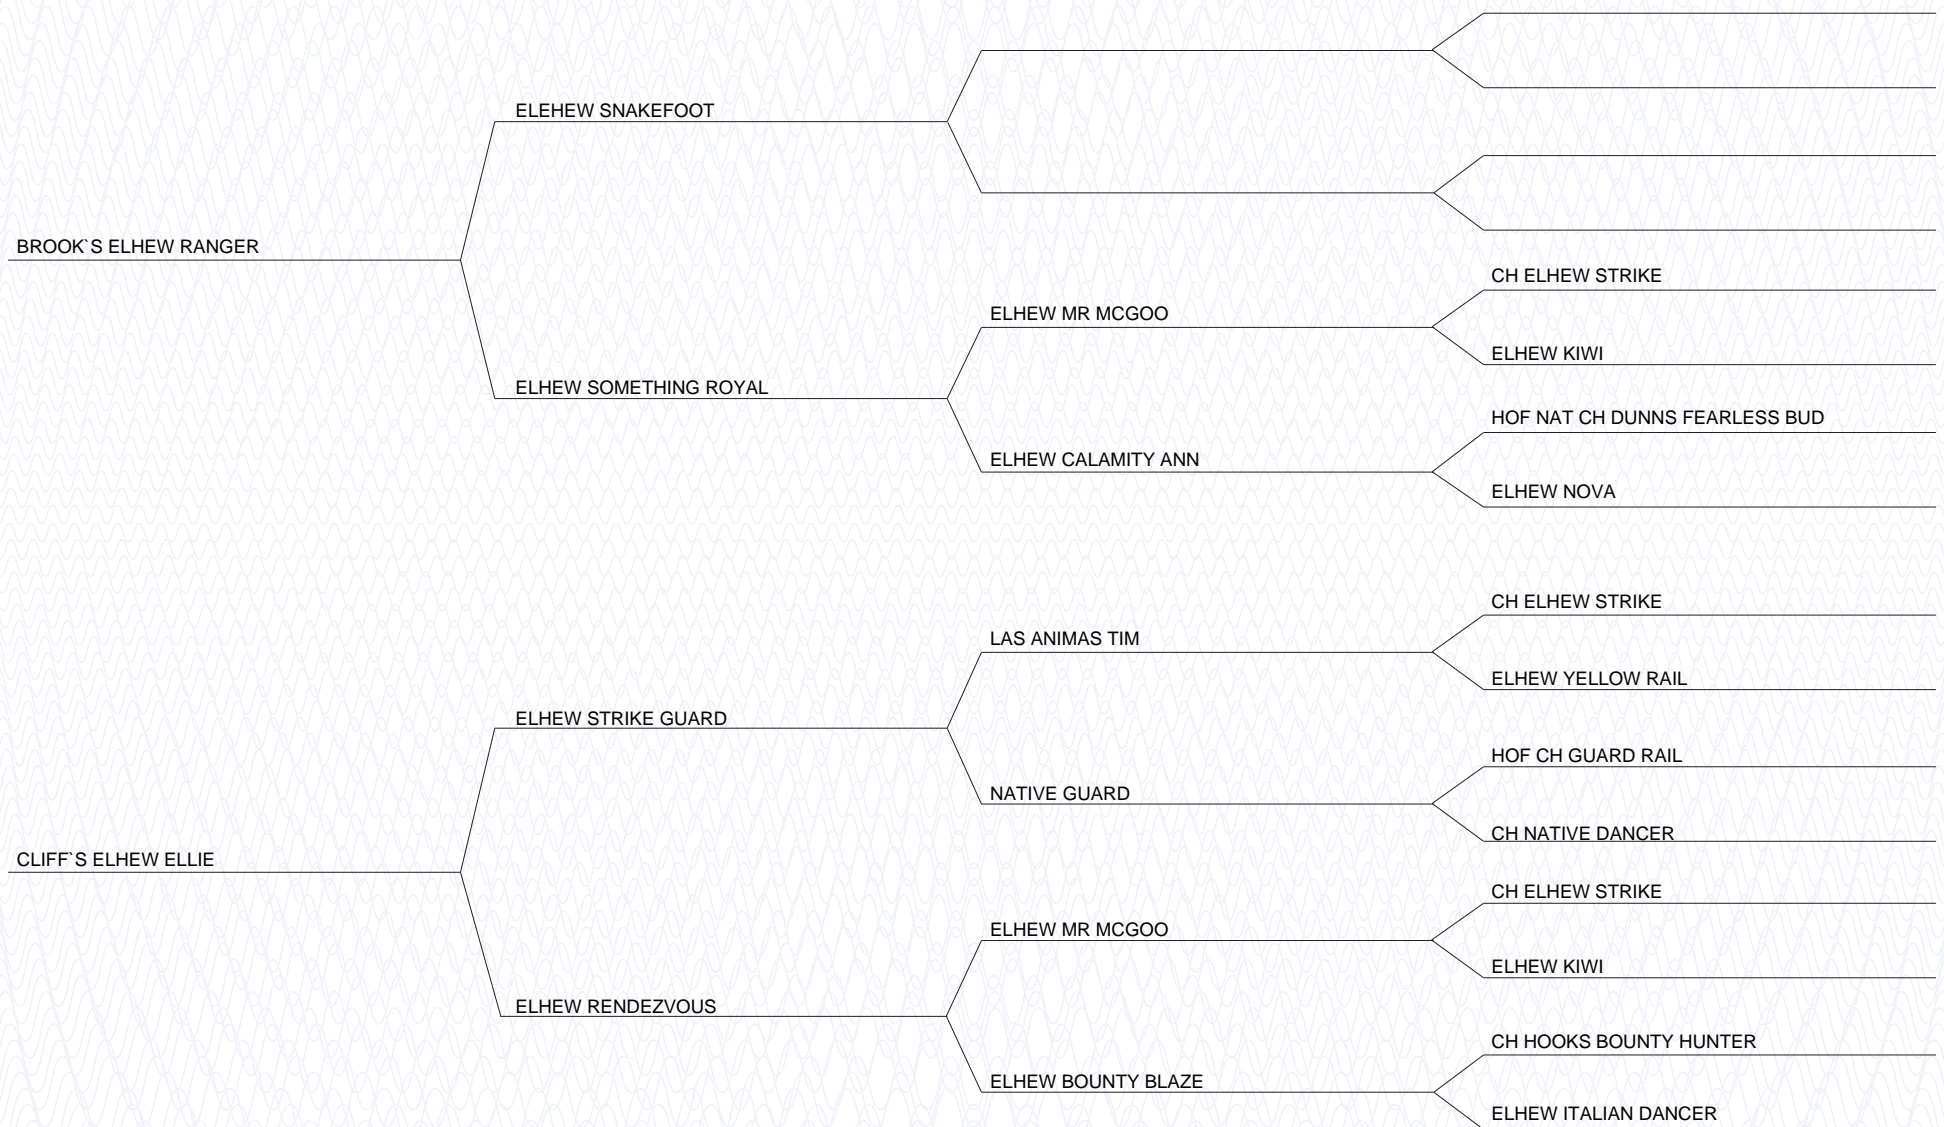 ELEHEW SNAKEFOOT
BROOK`S ELHEW RANGER
CH ELHEW STRIKE
ELHEW MR MCGOO
ELHEW KIWI
ELHEW SOMETHING ROYAL
HOF NAT CH DUNNS FEARLESS BUD
ELHEW CALAMITY ANN
ELHEW NOVA
CH ELHEW STRIKE
LAS ANIMAS TIM
ELHEW YELLOW RAIL
ELHEW STRIKE GUARD
HOF CH GUARD RAIL
NATIVE GUARD
CH NATIVE DANCER
CLIFF`S ELHEW ELLIE
CH ELHEW STRIKE
ELHEW MR MCGOO
ELHEW KIWI
ELHEW RENDEZVOUS
CH HOOKS BOUNTY HUNTER
ELHEW BOUNTY BLAZE
ELHEW ITALIAN DANCER